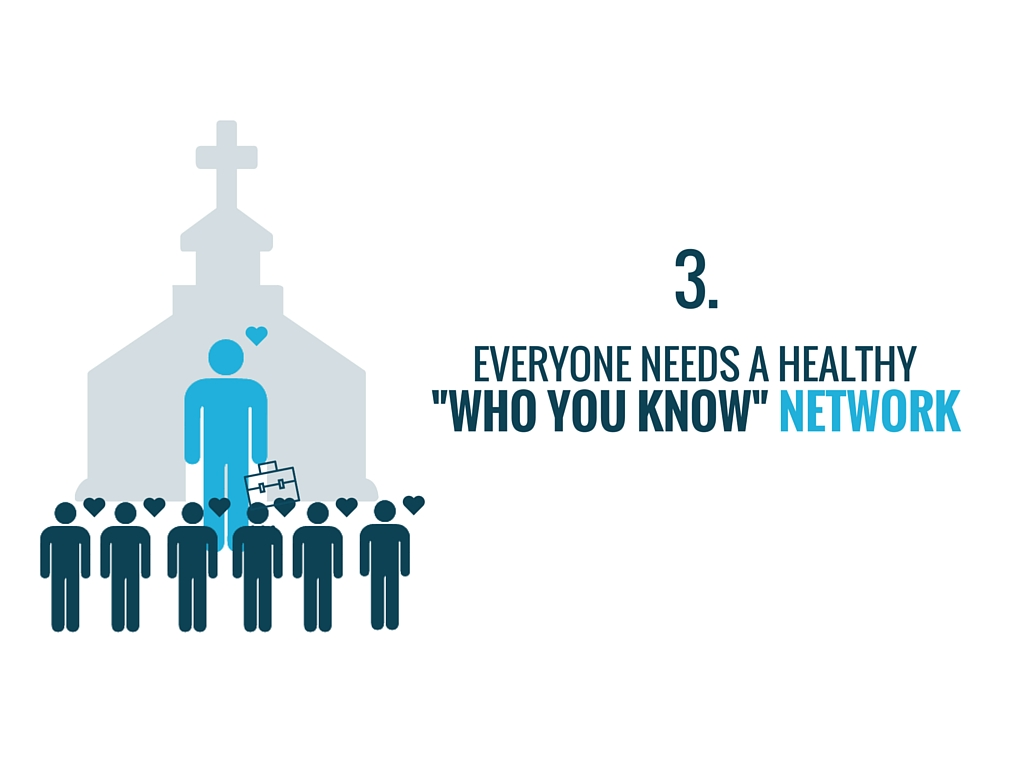 3.
EVERYONE NEEDS A HEALTHY
"WHO YOU KNOW" NETWORK